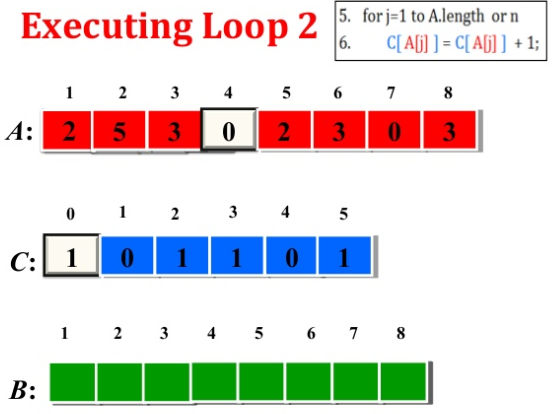 Executing Loop 2
5. for j=1 to A.length or n
6. C[ A[j] ] = C[ A[j] ] + 1;
1 2 3 4 5 6 7 8
A: 2 5 3 0 2 3 0 3
0 1 2 3 4 5
C: 1 0 1 1 0 1
1 2 3 4 5 6 7 8
B: